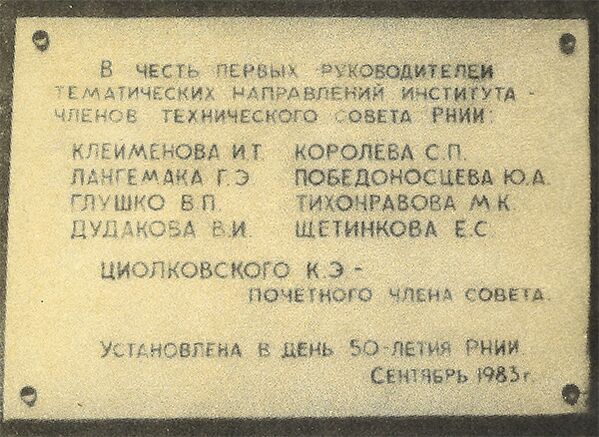 В ЧЕСТЬ ПЕРВЫХ РУКОВОДИТЕЛЕЙ
ТЕМАТИЧЕСКИХ НАПРАВЛЕНИЙ ИНСТИТУТА -
ЧЛЕНОВ ТЕХНИЧЕСКОГО СОВЕТА РНИИ:
КЛЕЙМЕНОВА И.Т. КОРОЛЕВА С.П.
ЛАНГЕМАКА Г.Э. ПОБЕДОНОСЦЕВА Ю.А.
ГЛУШКО В.П. ТИХОНРАВОВА М.К.
ДУДАКОВА В.И. ЩЕТИНКОВА Е.С.
ЦИОЛКОВСКОГО К.Э -
ПОЧЕТНОГО ЧЛЕНА СОВЕТА.
УСТАНОВЛЕНА В ДЕНЬ 50-ЛЕТИЯ РНИИ.
СЕНТЯБРЬ 1983 г.